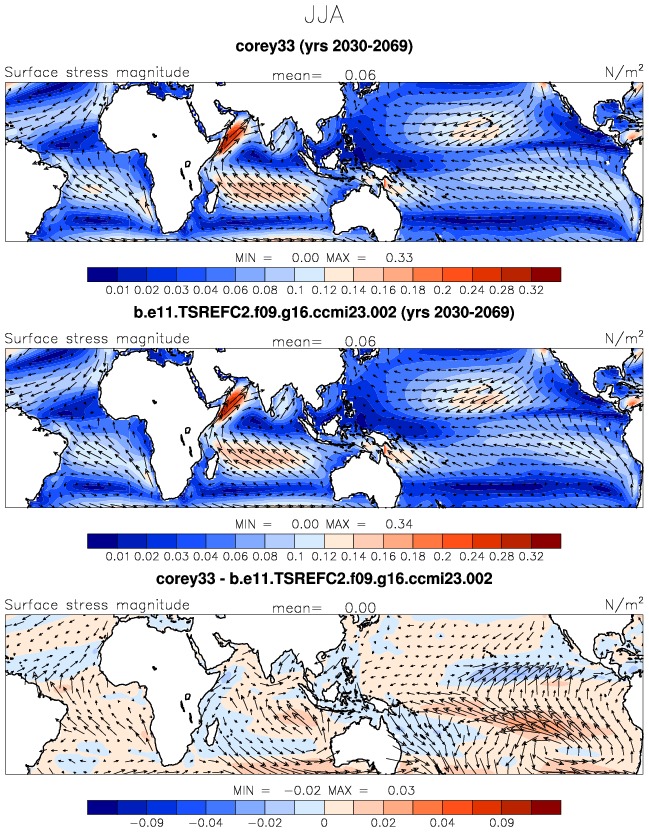 JJA
corey33 (yrs 2030-2069)
Surface stress magnitude mean= 0.06 N/m²
MIN = 0.00 MAX = 0.33
0.01 0.02 0.03 0.04 0.06 0.08 0.1 0.12 0.14 0.16 0.18 0.2 0.24 0.28 0.32
b.e11.TSREFC2.f09.g16.ccmi23.002 (yrs 2030-2069)
Surface stress magnitude mean= 0.06 N/m²
MIN = 0.00 MAX = 0.34
0.01 0.02 0.03 0.04 0.06 0.08 0.1 0.12 0.14 0.16 0.18 0.2 0.24 0.28 0.32
corey33 - b.e11.TSREFC2.f09.g16.ccmi23.002
Surface stress magnitude mean= 0.00 N/m²
MIN = −0.02 MAX = 0.03
−0.09 −0.04 −0.02 0 0.02 0.04 0.09